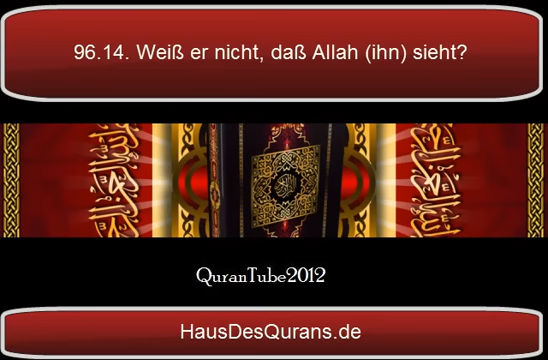 96.14. Weiß er nicht, daß Allah (ihn) sieht?
QuranTube2012
HausDesQurans.de